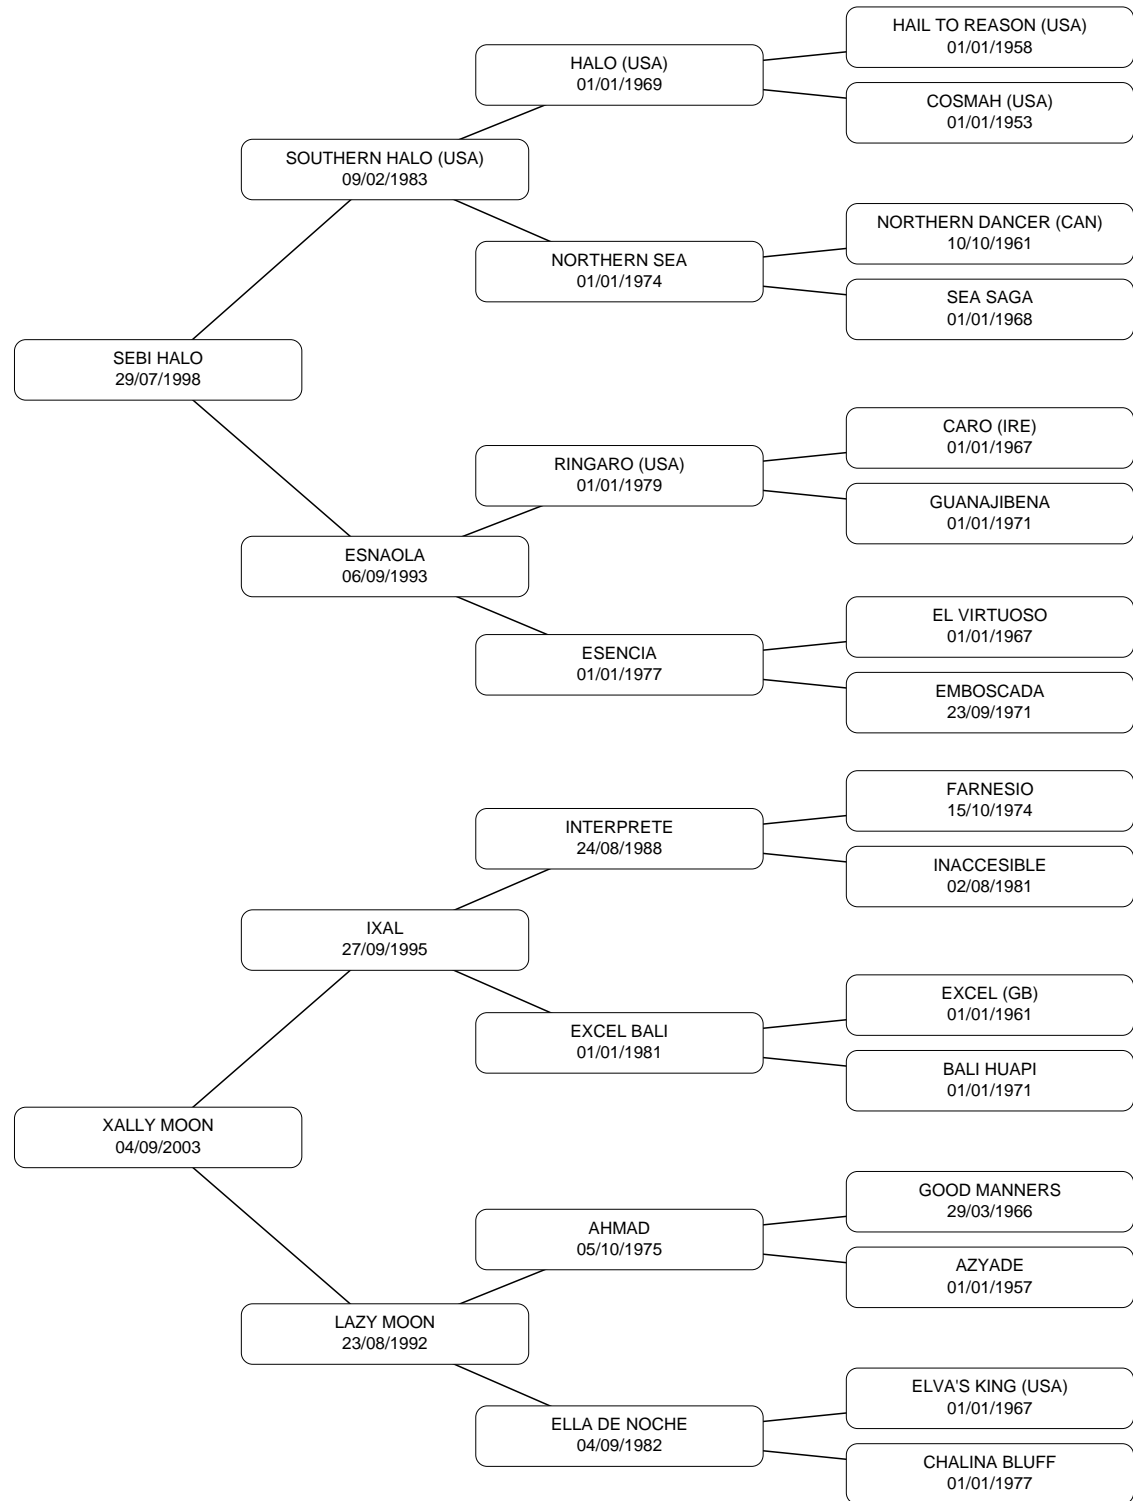 HAIL TO REASON (USA)
01/01/1958
HALO (USA)
01/01/1969
COSMAH (USA)
01/01/1953
SOUTHERN HALO (USA)
09/02/1983
NORTHERN DANCER (CAN)
10/10/1961
NORTHERN SEA
01/01/1974
SEA SAGA
01/01/1968
SEBI HALO
29/07/1998
CARO (IRE)
01/01/1967
RINGARO (USA)
01/01/1979
GUANAJIBENA
01/01/1971
ESNAOLA
06/09/1993
EL VIRTUOSO
01/01/1967
ESENCIA
01/01/1977
EMBOSCADA
23/09/1971
FARNESIO
15/10/1974
INTERPRETE
24/08/1988
INACCESIBLE
02/08/1981
IXAL
27/09/1995
EXCEL (GB)
01/01/1961
EXCEL BALI
01/01/1981
BALI HUAPI
01/01/1971
XALLY MOON
04/09/2003
GOOD MANNERS
29/03/1966
AHMAD
05/10/1975
AZYADE
01/01/1957
LAZY MOON
23/08/1992
ELVA'S KING (USA)
01/01/1967
ELLA DE NOCHE
04/09/1982
CHALINA BLUFF
01/01/1977